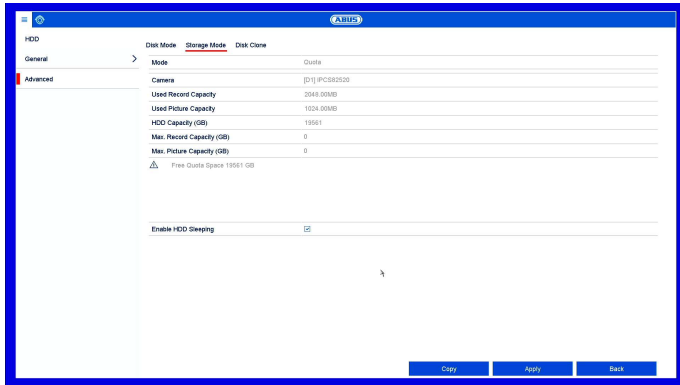 ABUS
HDD
General
Advanced
Disk Mode Storage Mode Disk Clone
Mode Quota
Camera [D1] IPCS82520
Used Record Capacity 2048.00MB
Used Picture Capacity 1024.00MB
HDD Capacity (GB) 19561
Max. Record Capacity (GB) 0
Max. Picture Capacity (GB) 0
Free Quota Space 19561 GB
Enable HDD Sleeping
Copy Apply Back